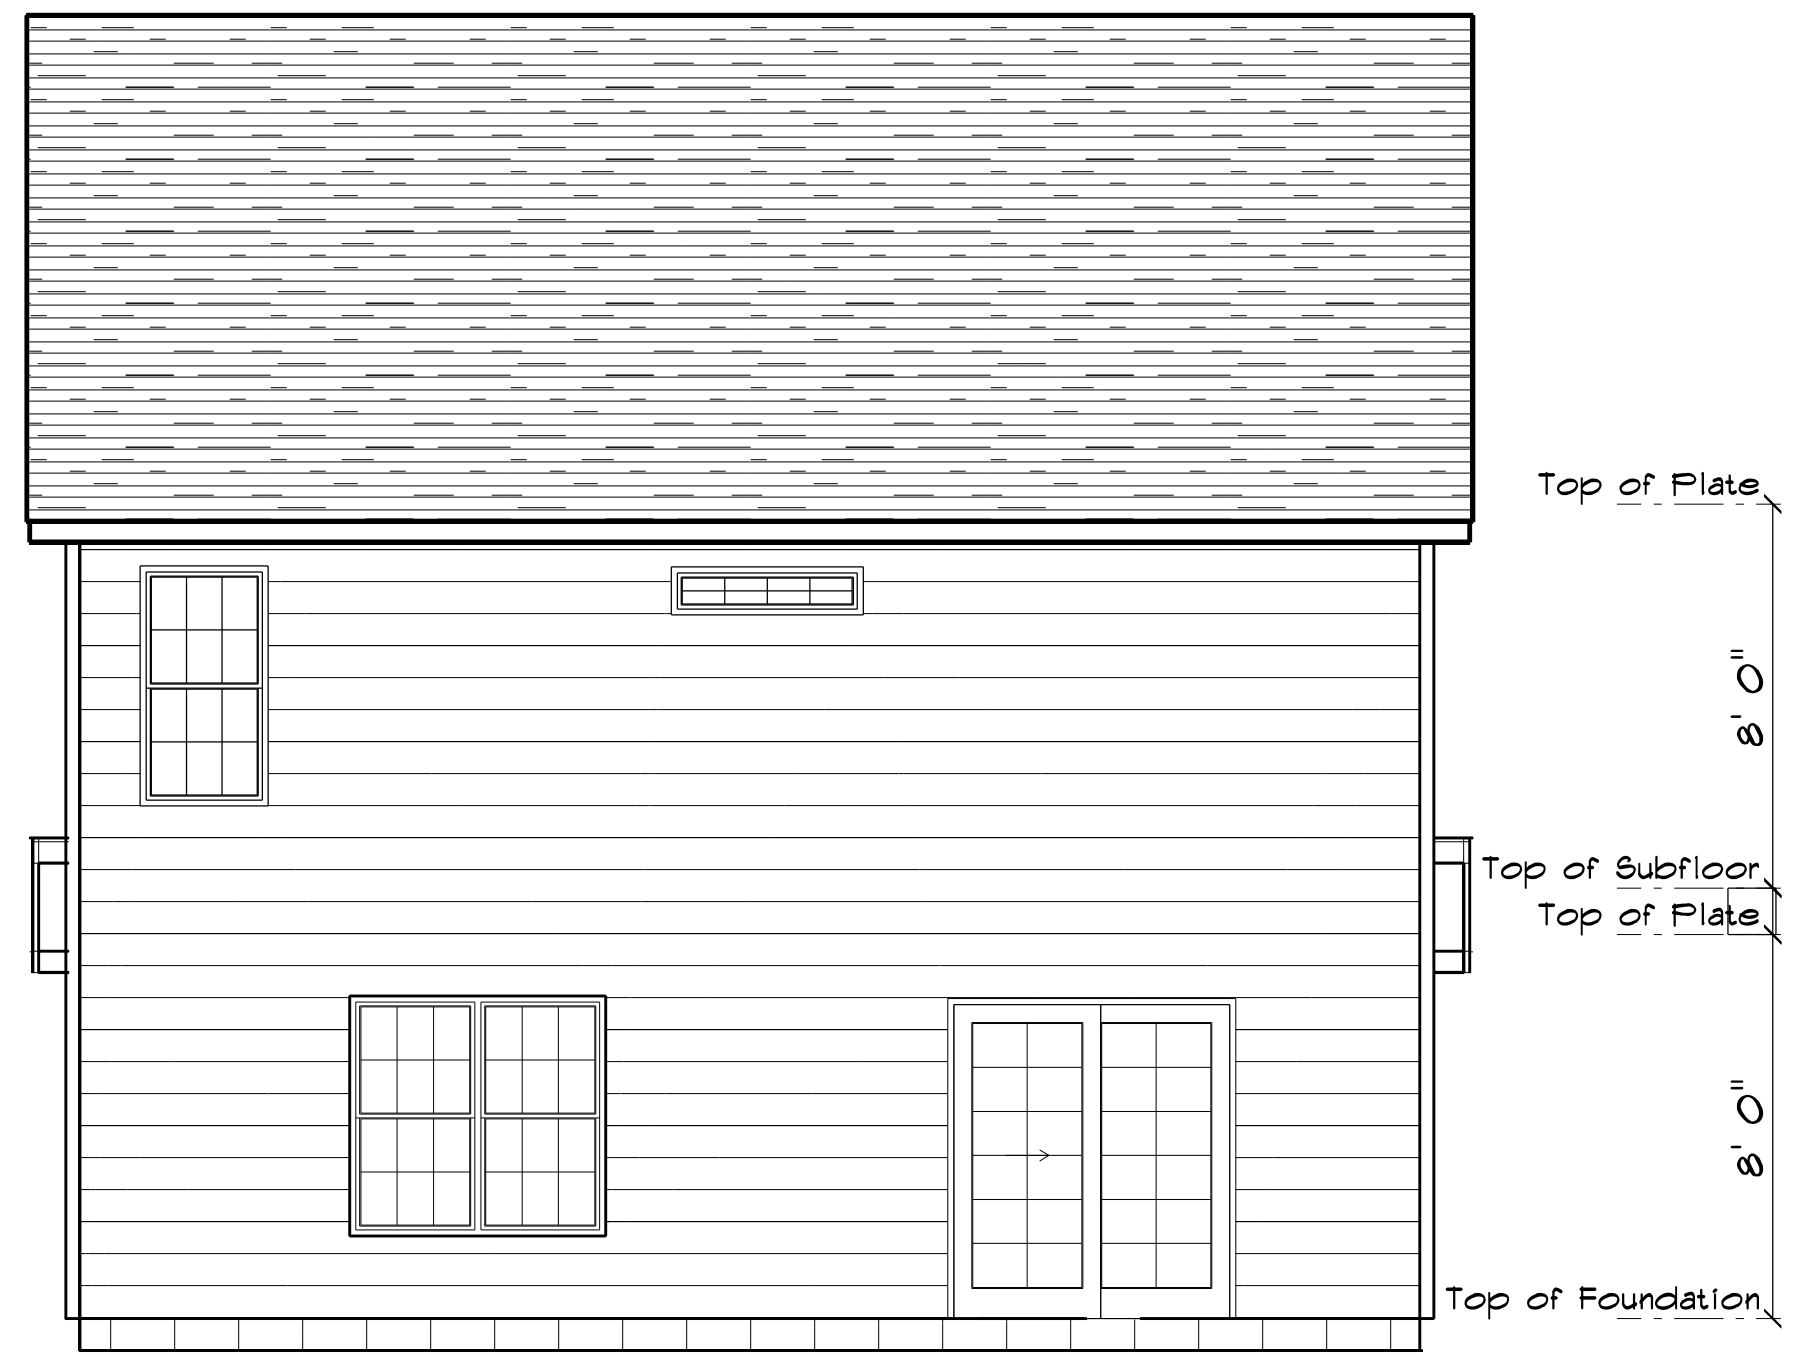 Top of Plate
8' 0"
Top of Subfloor
Top of Plate
8' 0"
Top of Foundation